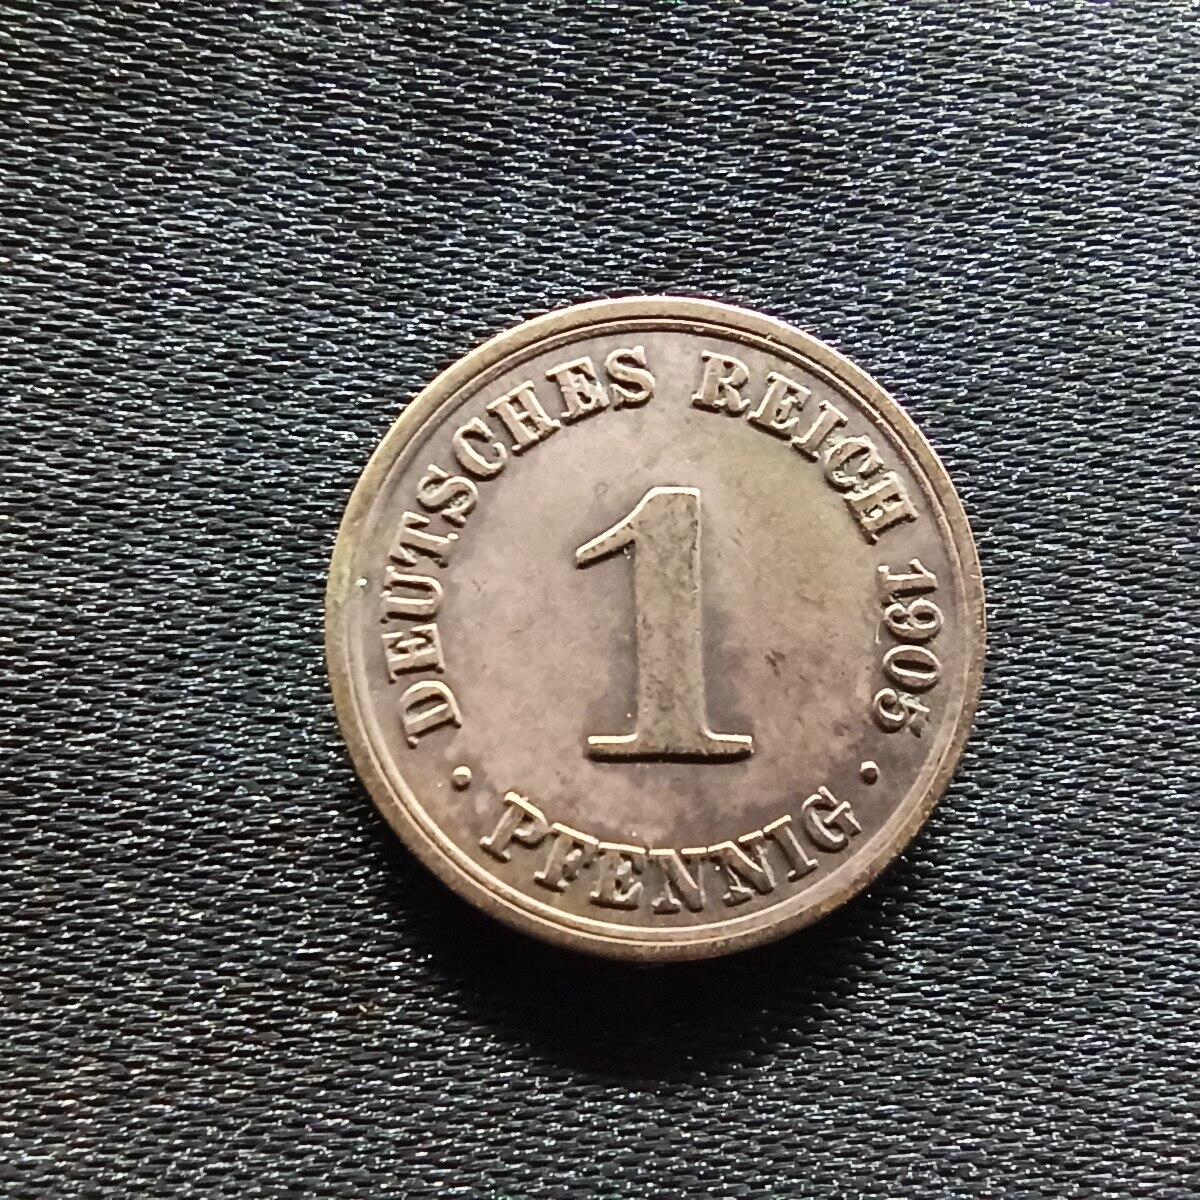 DEUTSCHES REICH 1905
1
· PFENNIG ·